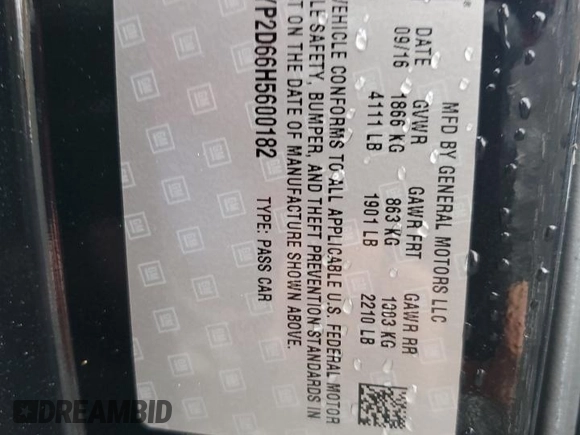 MFD BY GENERAL MOTORS LLC
DATE GVWR GAWR FRT GAWR RR
09/16 1866 KG 863 KG 1003 KG
4111 LB 1901 LB 2210 LB
VEHICLE CONFORMS TO ALL APPLICABLE U.S. FEDERAL MOTOR
SAFETY, BUMPER, AND THEFT PREVENTION STANDARDS IN
ON THE DATE OF MANUFACTURE SHOWN ABOVE.
YP2D66H5600182 TYPE: PASS CAR
GM
DREAMBID